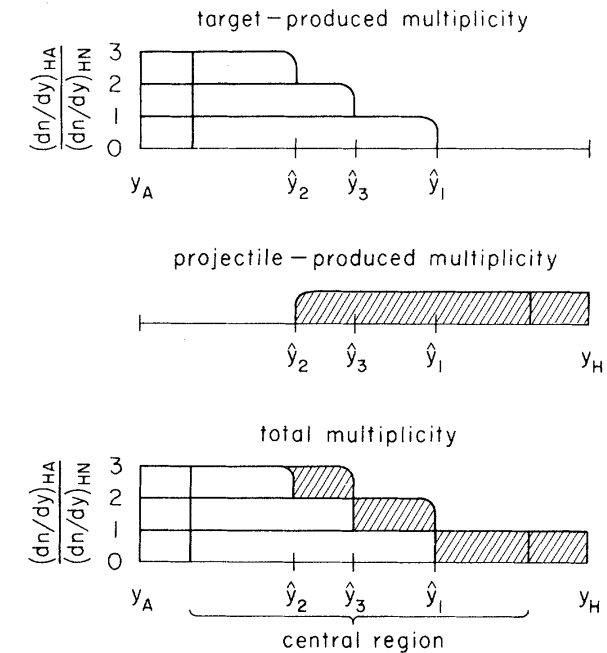 target-produced multiplicity
(dn/dy)HA
(dn/dy)HN
3
2
1
0
yA ŷ2 ŷ3 ŷ1
projectile-produced multiplicity
ŷ2 ŷ3 ŷ1 yH
total multiplicity
(dn/dy)HA
(dn/dy)HN
3
2
1
0
yA ŷ2 ŷ3 ŷ1 yH
central region